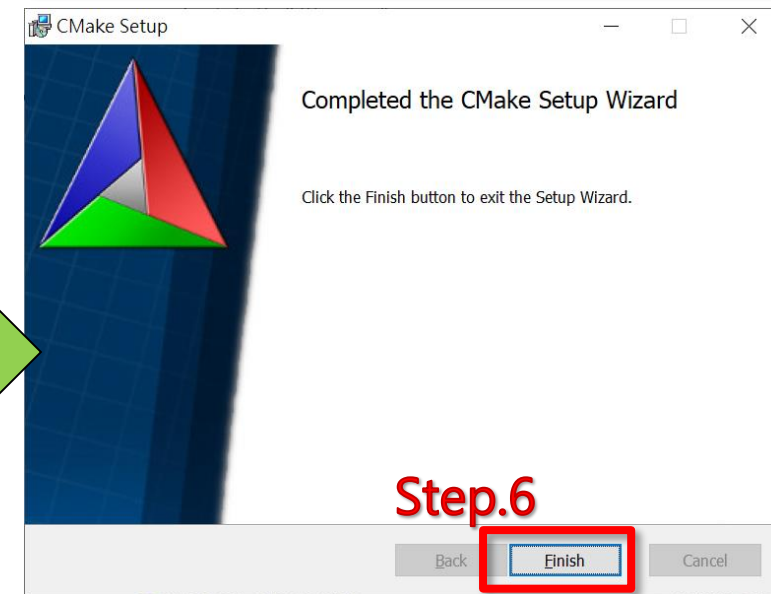 CMake Setup
Completed the CMake Setup Wizard
Click the Finish button to exit the Setup Wizard.
Step.6
Back Finish Cancel